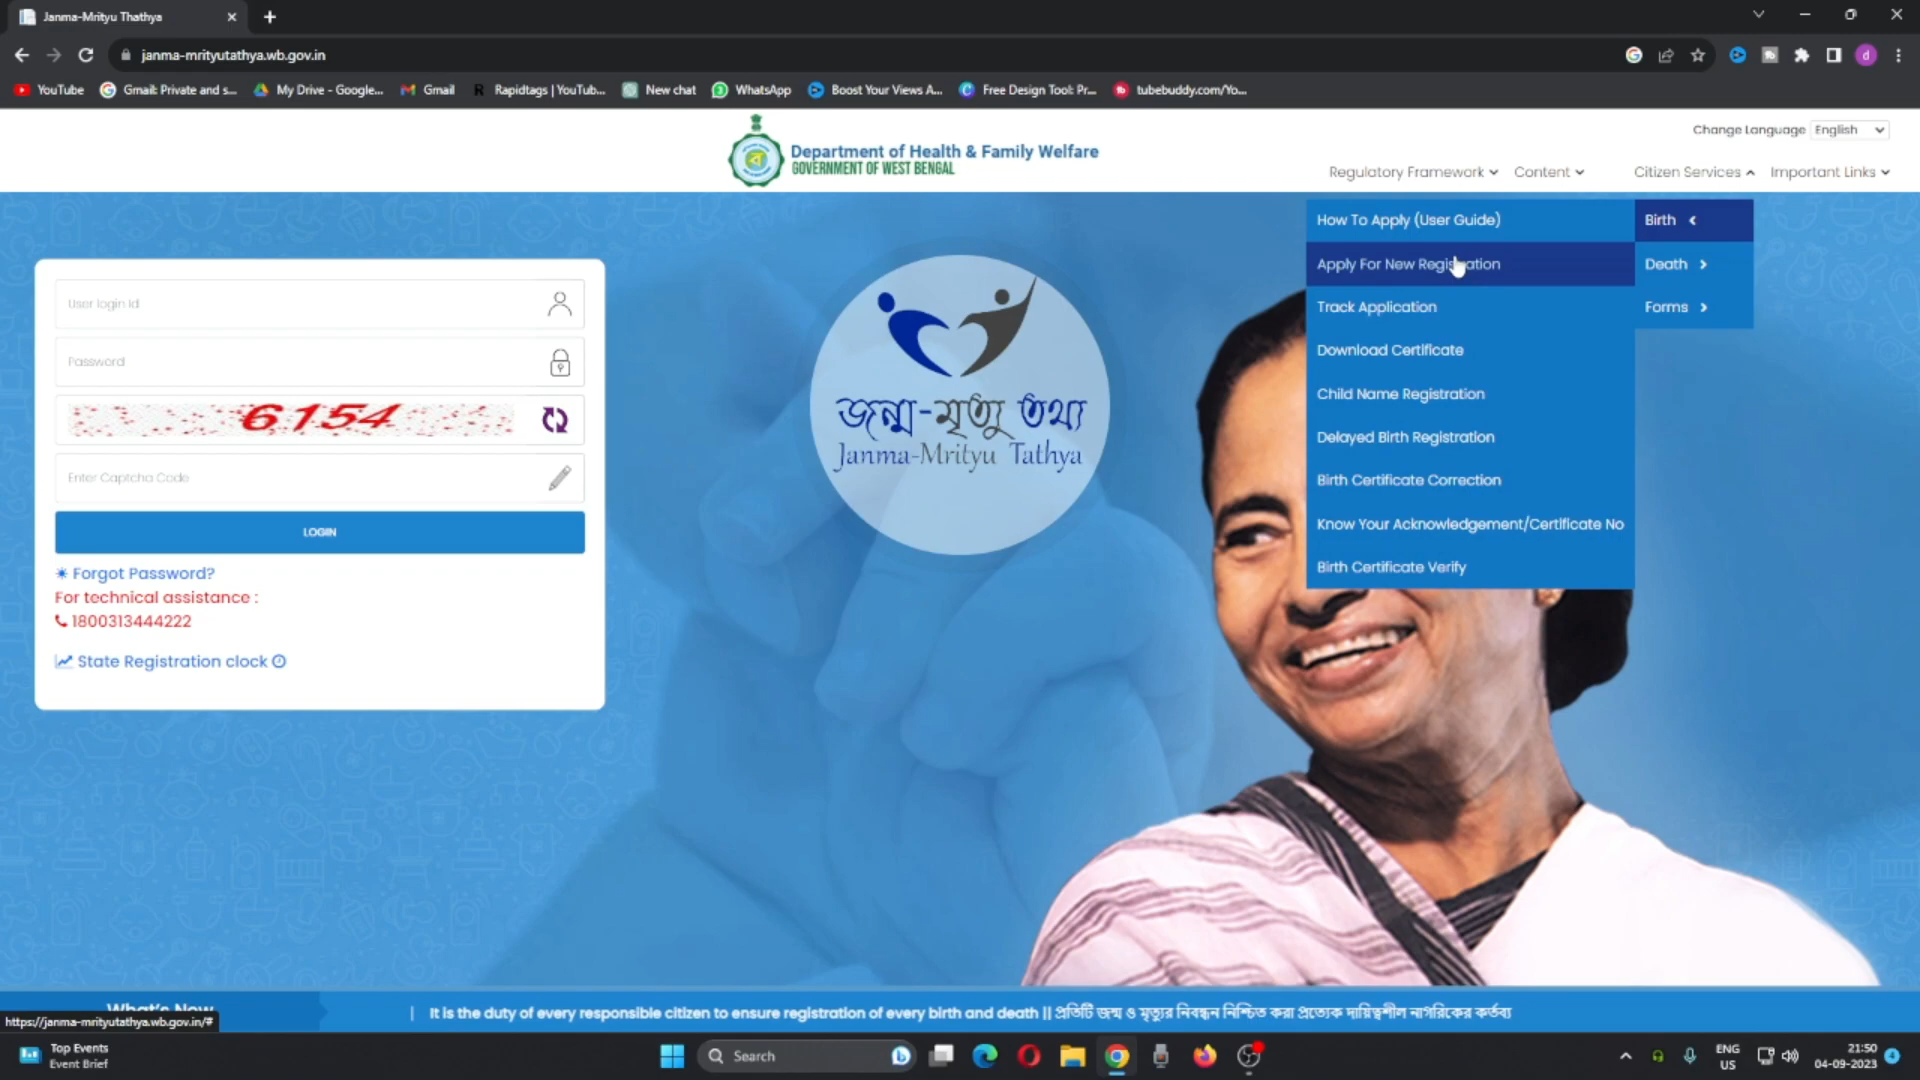 Janma-Mrityu Thathya
janma-mrityutathya.wb.gov.in
d
YouTube
Gmail: Private and s...
My Drive - Google...
Gmail
Rapidtags | YouTub...
New chat
WhatsApp
Boost Your Views A...
Free Design Tool: Pr...
tubebuddy.com/Yo...
Department of Health & Family Welfare
GOVERNMENT OF WEST BENGAL
Change Language English
Regulatory Framework
Content
Citizen Services
Important Links
How To Apply (User Guide)
Apply For New Registration
Track Application
Download Certificate
Child Name Registration
Delayed Birth Registration
Birth Certificate Correction
Know Your Acknowledgement/Certificate No
Birth Certificate Verify
Birth
Death
Forms
User login Id
Password
6154
Enter Captcha Code
LOGIN
Forgot Password?
For technical assistance :
1800313444222
State Registration clock
জন্ম-মৃত্যু তথ্য
Janma-Mrityu Tathya
What's New
It is the duty of every responsible citizen to ensure registration of every birth and death || প্রতিটি জন্ম ও মৃত্যুর নিবন্ধন নিশ্চিত করা প্রত্যেক দায়িত্বশীল নাগরিকের কর্তব্য
https://janma-mrityutathya.wb.gov.in/#
Top Events
Event Brief
Search
ENG
US
21:50
04-09-2023
4